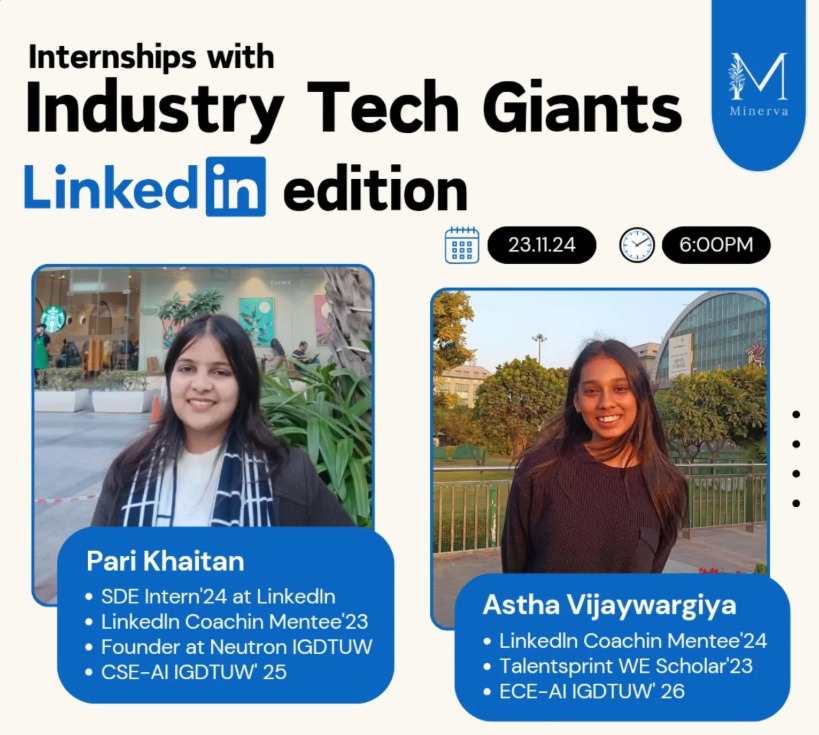 Internships with
Industry Tech Giants
Linkedin edition
Minerva
23.11.24
6:00PM
Pari Khaitan
• SDE Intern'24 at LinkedIn
• LinkedIn Coachin Mentee'23
• Founder at Neutron IGDTUW
• CSE-AI IGDTUW' 25
Astha Vijaywargiya
• LinkedIn Coachin Mentee'24
• Talentsprint WE Scholar'23
• ECE-AI IGDTUW' 26